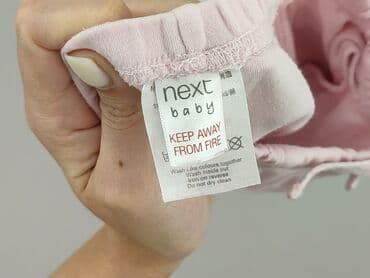 next
baby
KEEP AWAY
FROM FIRE
Wash Like colours together
Wash inside out
Iron on reverse
Do not dry clean